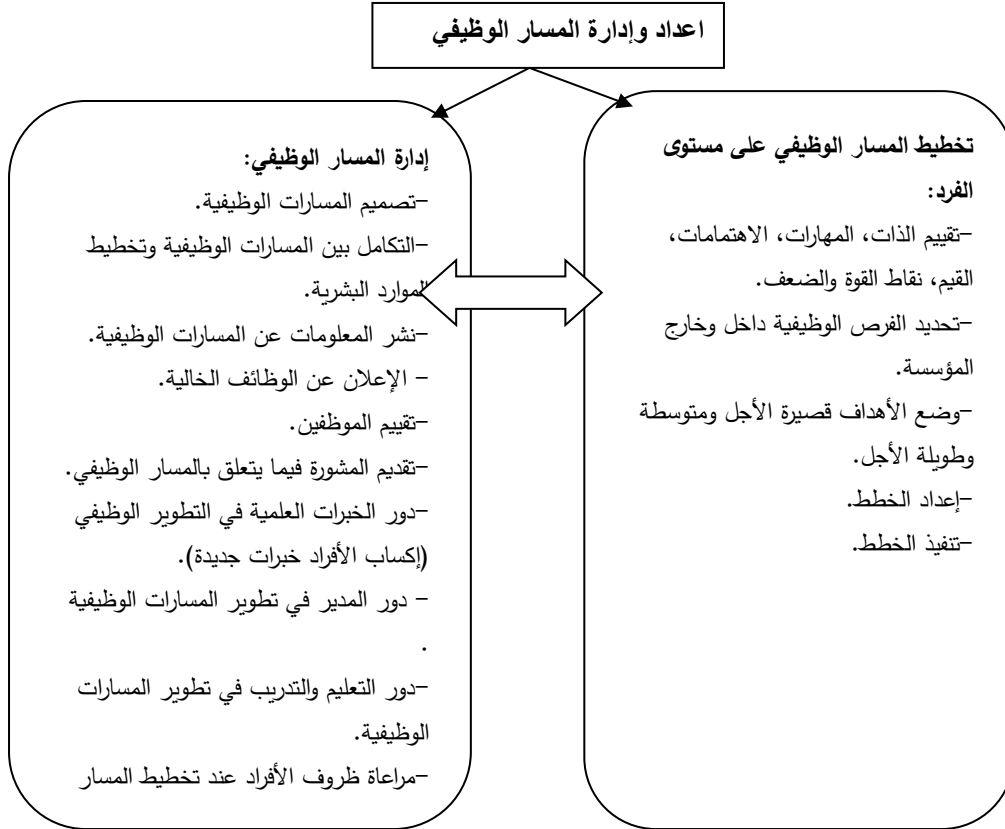 اعداد وإدارة المسار الوظيفي
تخطيط المسار الوظيفي على مستوى
الفرد:
-تقييم الذات، المهارات، الاهتمامات،
القيم، نقاط القوة والضعف.
-تحديد الفرص الوظيفية داخل وخارج
المؤسسة.
-وضع الأهداف قصيرة الأجل ومتوسطة
وطويلة الأجل.
-إعداد الخطط.
-تنفيذ الخطط.
إدارة المسار الوظيفي:
-تصميم المسارات الوظيفية.
-التكامل بين المسارات الوظيفية وتخطيط
الموارد البشرية.
-نشر المعلومات عن المسارات الوظيفية.
- الإعلان عن الوظائف الخالية.
-تقييم الموظفين.
-تقديم المشورة فيما يتعلق بالمسار الوظيفي.
-دور الخبرات العلمية في التطوير الوظيفي
(إكساب الأفراد خبرات جديدة).
- دور المدير في تطوير المسارات الوظيفية
.
-دور التعليم والتدريب في تطوير المسارات
الوظيفية.
-مراعاة ظروف الأفراد عند تخطيط المسار